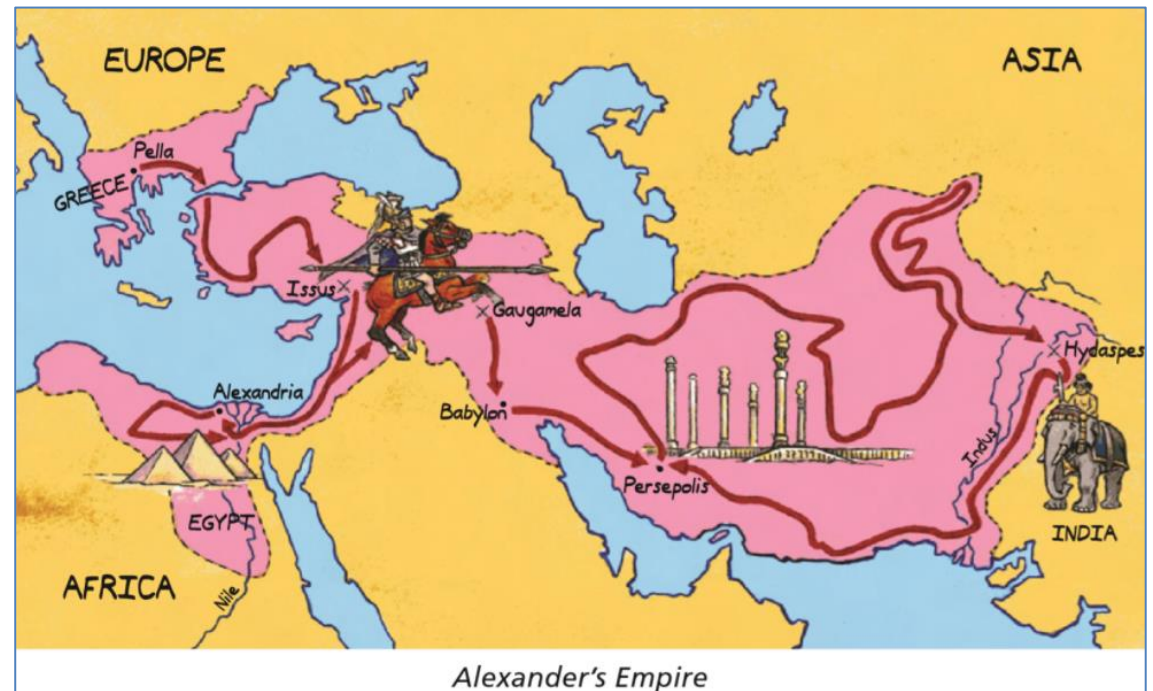 EUROPE
ASIA
Pella
GREECE
Issus
Gaugamela
Hydaspes
Alexandria
Babylon
Indus
Persepolis
EGYPT
INDIA
AFRICA
Nile
Alexander's Empire